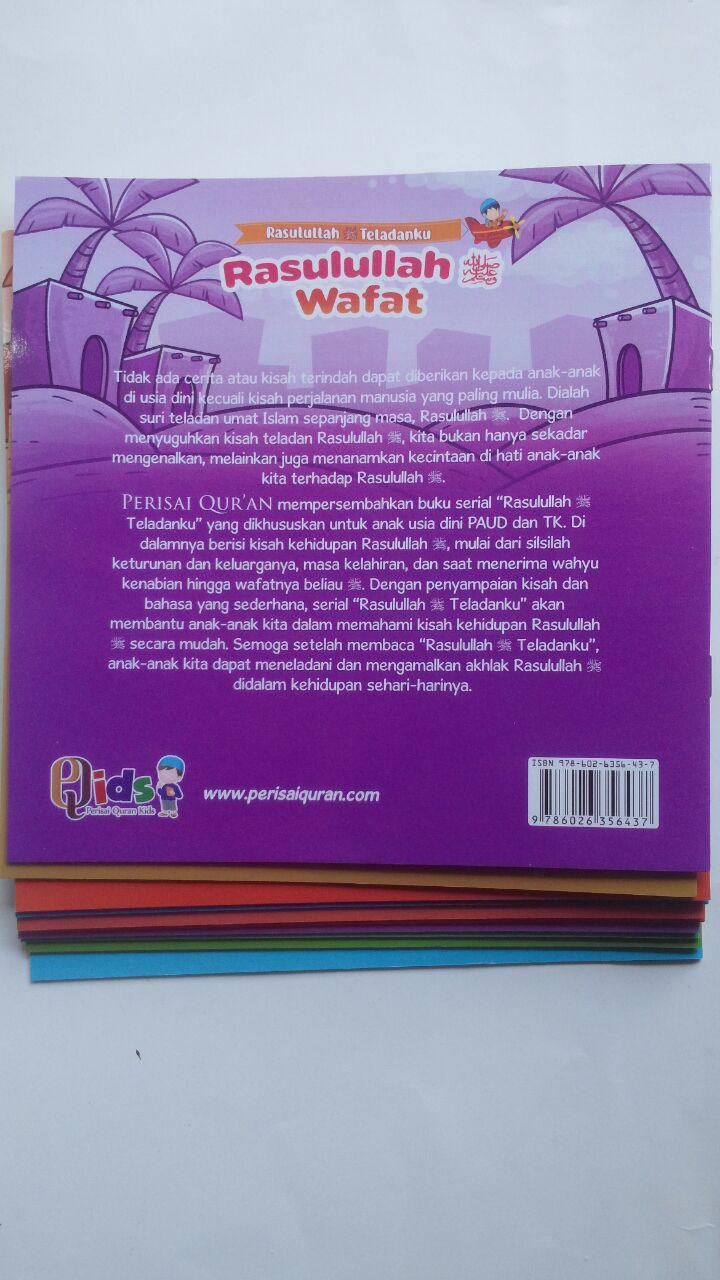 Rasulullah ﷺ Teladanku
Rasulullah ﷺ
Wafat
Tidak ada cerita atau kisah terindah dapat diberikan kepada anak-anak
di usia dini kecuali kisah perjalanan manusia yang paling mulia. Dialah
suri teladan umat Islam sepanjang masa, Rasulullah ﷺ. Dengan
menyuguhkan kisah teladan Rasulullah ﷺ, kita bukan hanya sekadar
mengenalkan, melainkan juga menanamkan kecintaan di hati anak-anak
kita terhadap Rasulullah ﷺ.
PERISAI QUR'AN mempersembahkan buku serial "Rasulullah ﷺ
Teladanku" yang dikhususkan untuk anak usia dini PAUD dan TK. Di
dalamnya berisi kisah kehidupan Rasulullah ﷺ, mulai dari silsilah
keturunan dan keluarganya, masa kelahiran, dan saat menerima wahyu
kenabian hingga wafatnya beliau ﷺ. Dengan penyampaian kisah dan
bahasa yang sederhana, serial "Rasulullah ﷺ Teladanku" akan
membantu anak-anak kita dalam memahami kisah kehidupan Rasulullah
ﷺ secara mudah. Semoga setelah membaca "Rasulullah ﷺ Teladanku",
anak-anak kita dapat meneladani dan mengamalkan akhlak Rasulullah ﷺ
didalam kehidupan sehari-harinya.
PQids
Perisai Quran Kids
www.perisaiquran.com
ISBN 978-602-6356-43-7
9 786026 356437